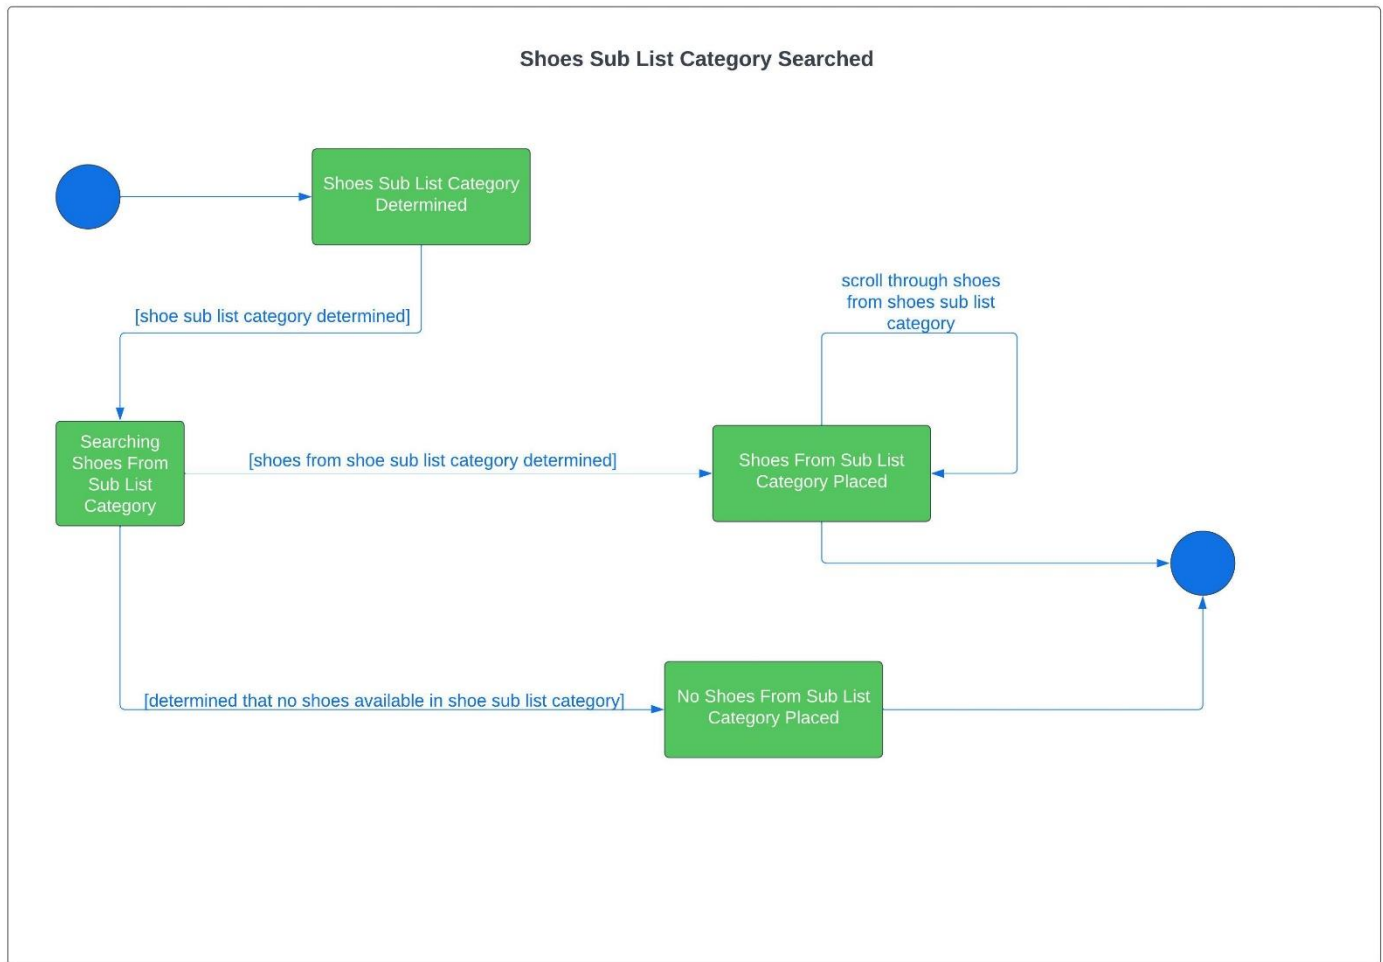 Shoes Sub List Category Searched
Shoes Sub List Category
Determined
scroll through shoes
from shoes sub list
category
[shoe sub list category determined]
Searching
Shoes From
Sub List
Category
[shoes from shoe sub list category determined]
Shoes From Sub List
Category Placed
[determined that no shoes available in shoe sub list category]
No Shoes From Sub List
Category Placed